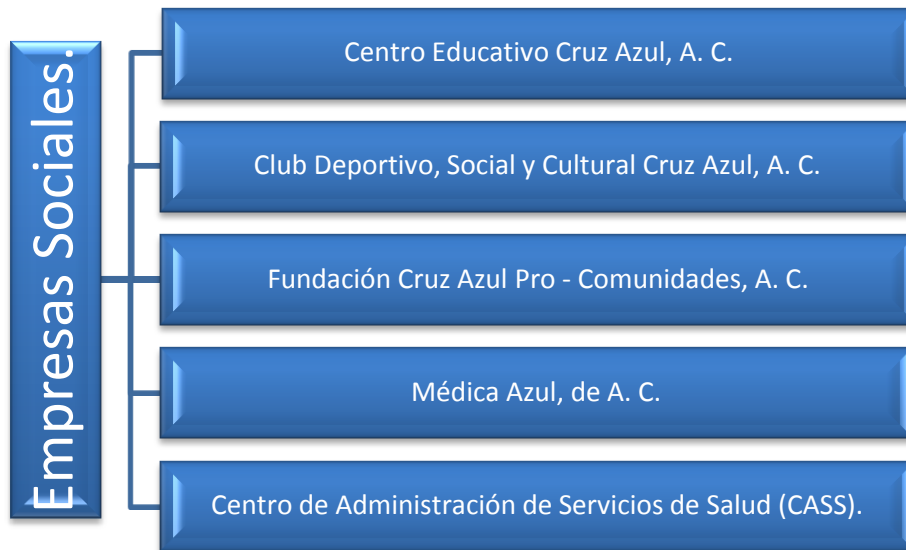 Empresas Sociales.
Centro Educativo Cruz Azul, A. C.
Club Deportivo, Social y Cultural Cruz Azul, A. C.
Fundación Cruz Azul Pro - Comunidades, A. C.
Médica Azul, de A. C.
Centro de Administración de Servicios de Salud (CASS).